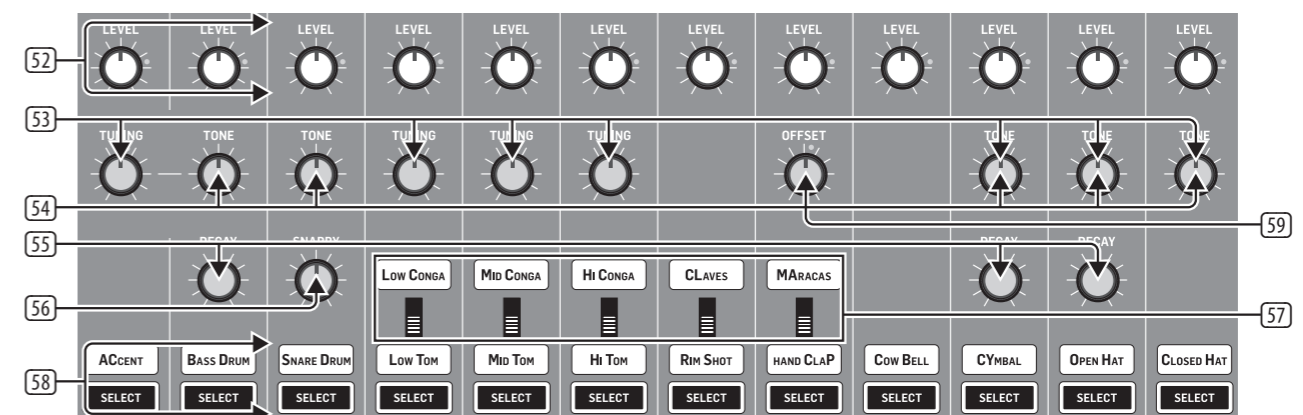 LEVEL LEVEL LEVEL LEVEL LEVEL LEVEL LEVEL LEVEL LEVEL LEVEL LEVEL LEVEL
52
53
TUNING TONE TONE TUNING TUNING TUNING OFFSET TONE TONE TONE
54
59
55
DECAY SNAPPY DECAY DECAY
LOW CONGA MID CONGA HI CONGA CLAVES MARACAS
56
57
ACCENT BASS DRUM SNARE DRUM LOW TOM MID TOM HI TOM RIM SHOT HAND CLAP COW BELL CYMBAL OPEN HAT CLOSED HAT
58
SELECT SELECT SELECT SELECT SELECT SELECT SELECT SELECT SELECT SELECT SELECT SELECT